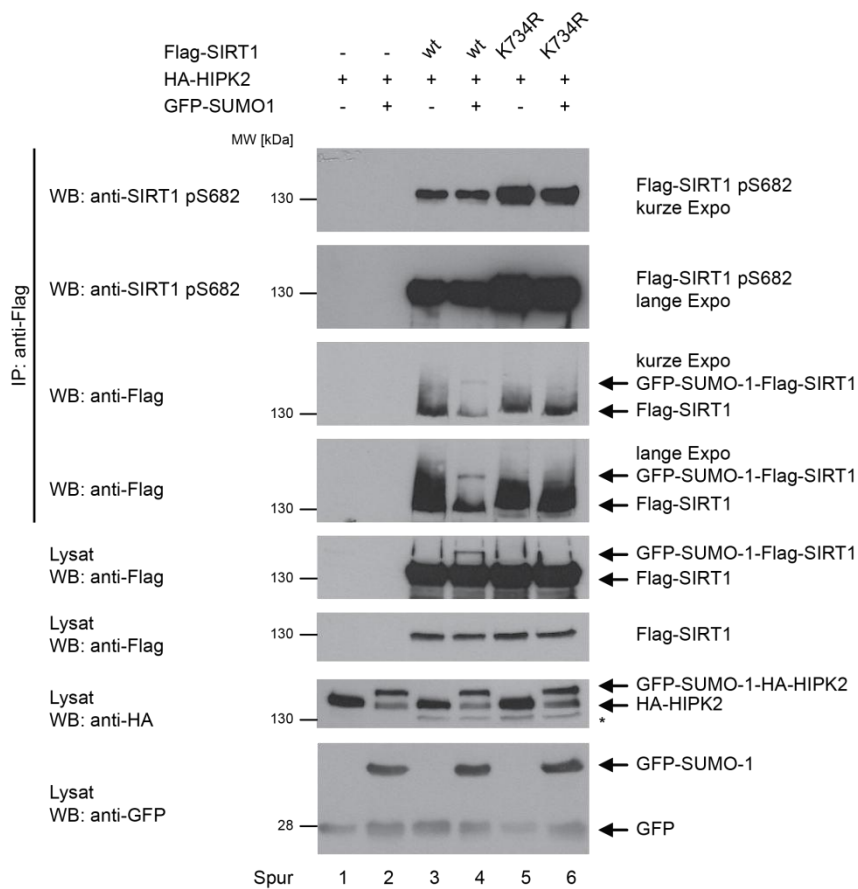 Flag-SIRT1 - - wt wt K734R K734R
HA-HIPK2 + + + + + +
GFP-SUMO1 - + - + - +
MW [kDa]
IP: anti-Flag
WB: anti-SIRT1 pS682 130 Flag-SIRT1 pS682
kurze Expo
WB: anti-SIRT1 pS682 130 Flag-SIRT1 pS682
lange Expo
kurze Expo
GFP-SUMO-1-Flag-SIRT1
WB: anti-Flag 130 Flag-SIRT1
lange Expo
GFP-SUMO-1-Flag-SIRT1
WB: anti-Flag 130 Flag-SIRT1
Lysat GFP-SUMO-1-Flag-SIRT1
WB: anti-Flag 130 Flag-SIRT1
Lysat
WB: anti-Flag 130 Flag-SIRT1
GFP-SUMO-1-HA-HIPK2
Lysat HA-HIPK2
WB: anti-HA 130 *
GFP-SUMO-1
Lysat
WB: anti-GFP 28 GFP
Spur 1 2 3 4 5 6